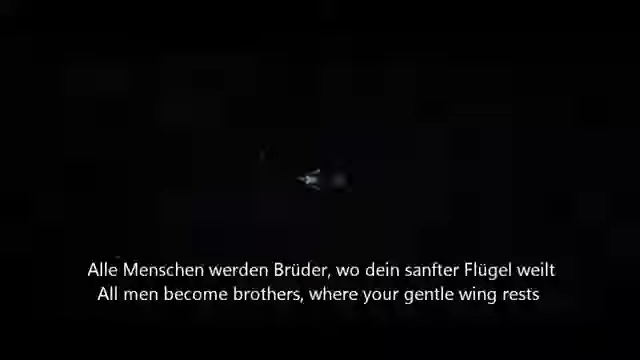 Alle Menschen werden Brüder, wo dein sanfter Flügel weilt
All men become brothers, where your gentle wing rests